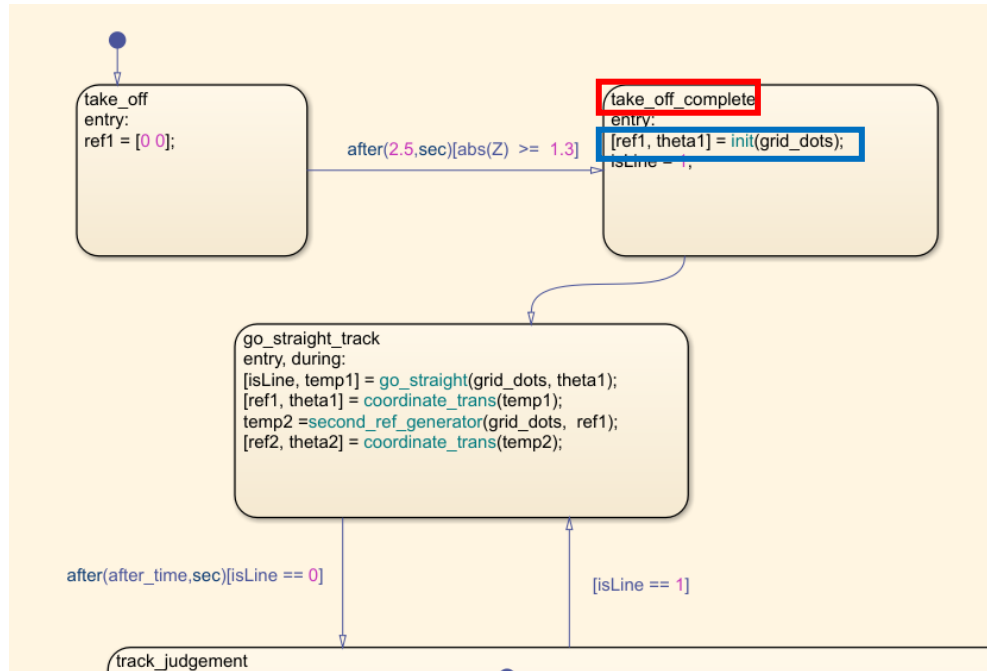 take_off
entry:
ref1 = [0 0];
after(2.5,sec)[abs(Z) >= 1.3]
take_off_complete
entry:
[ref1, theta1] = init(grid_dots);
isLine = 1;
go_straight_track
entry, during:
[isLine, temp1] = go_straight(grid_dots, theta1);
[ref1, theta1] = coordinate_trans(temp1);
temp2 =second_ref_generator(grid_dots, ref1);
[ref2, theta2] = coordinate_trans(temp2);
after(after_time,sec)[isLine == 0]
[isLine == 1]
track_judgement